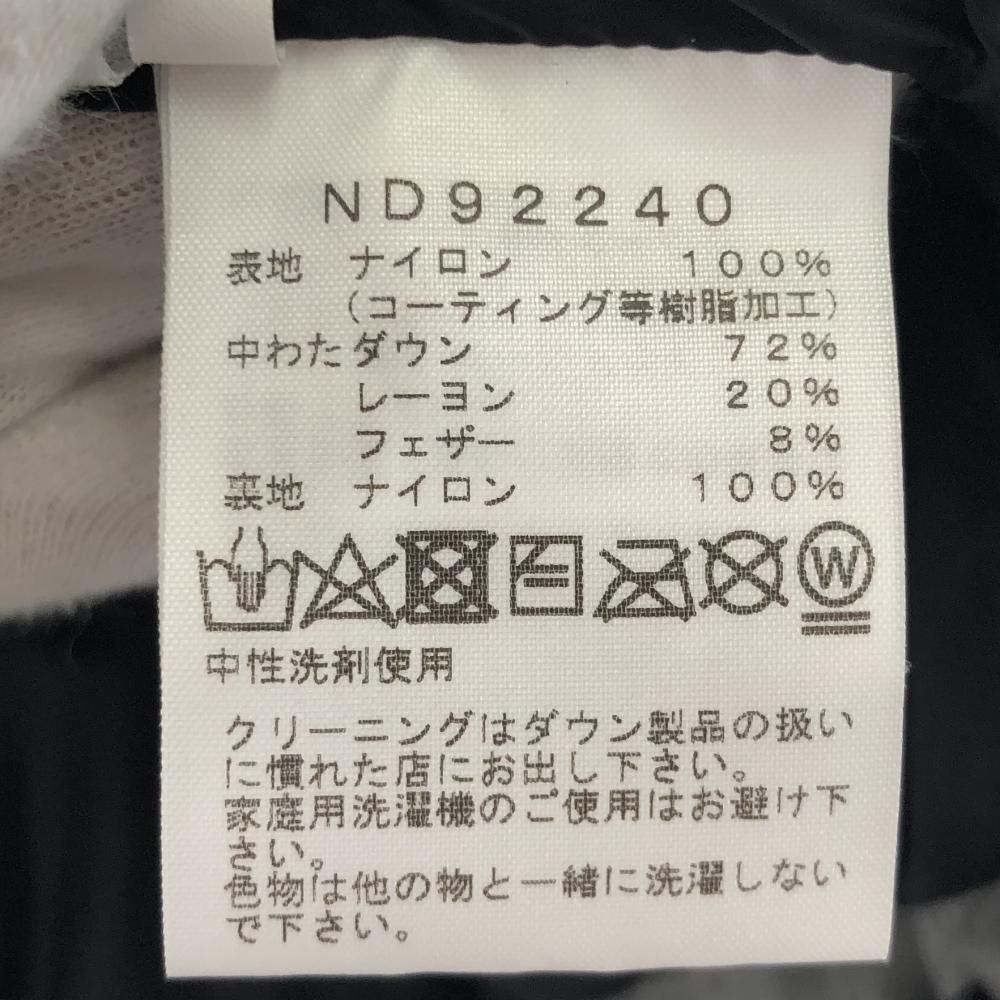 ND92240
表地 ナイロン 100%
(コーティング等樹脂加工)
中わたダウン 72%
レーヨン 20%
フェザー 8%
裏地 ナイロン 100%
W
中性洗剤使用
クリーニングはダウン製品の扱い
に慣れた店にお出し下さい。
家庭用洗濯機のご使用はお避け下
さい。
色物は他の物と一緒に洗濯しない
で下さい。